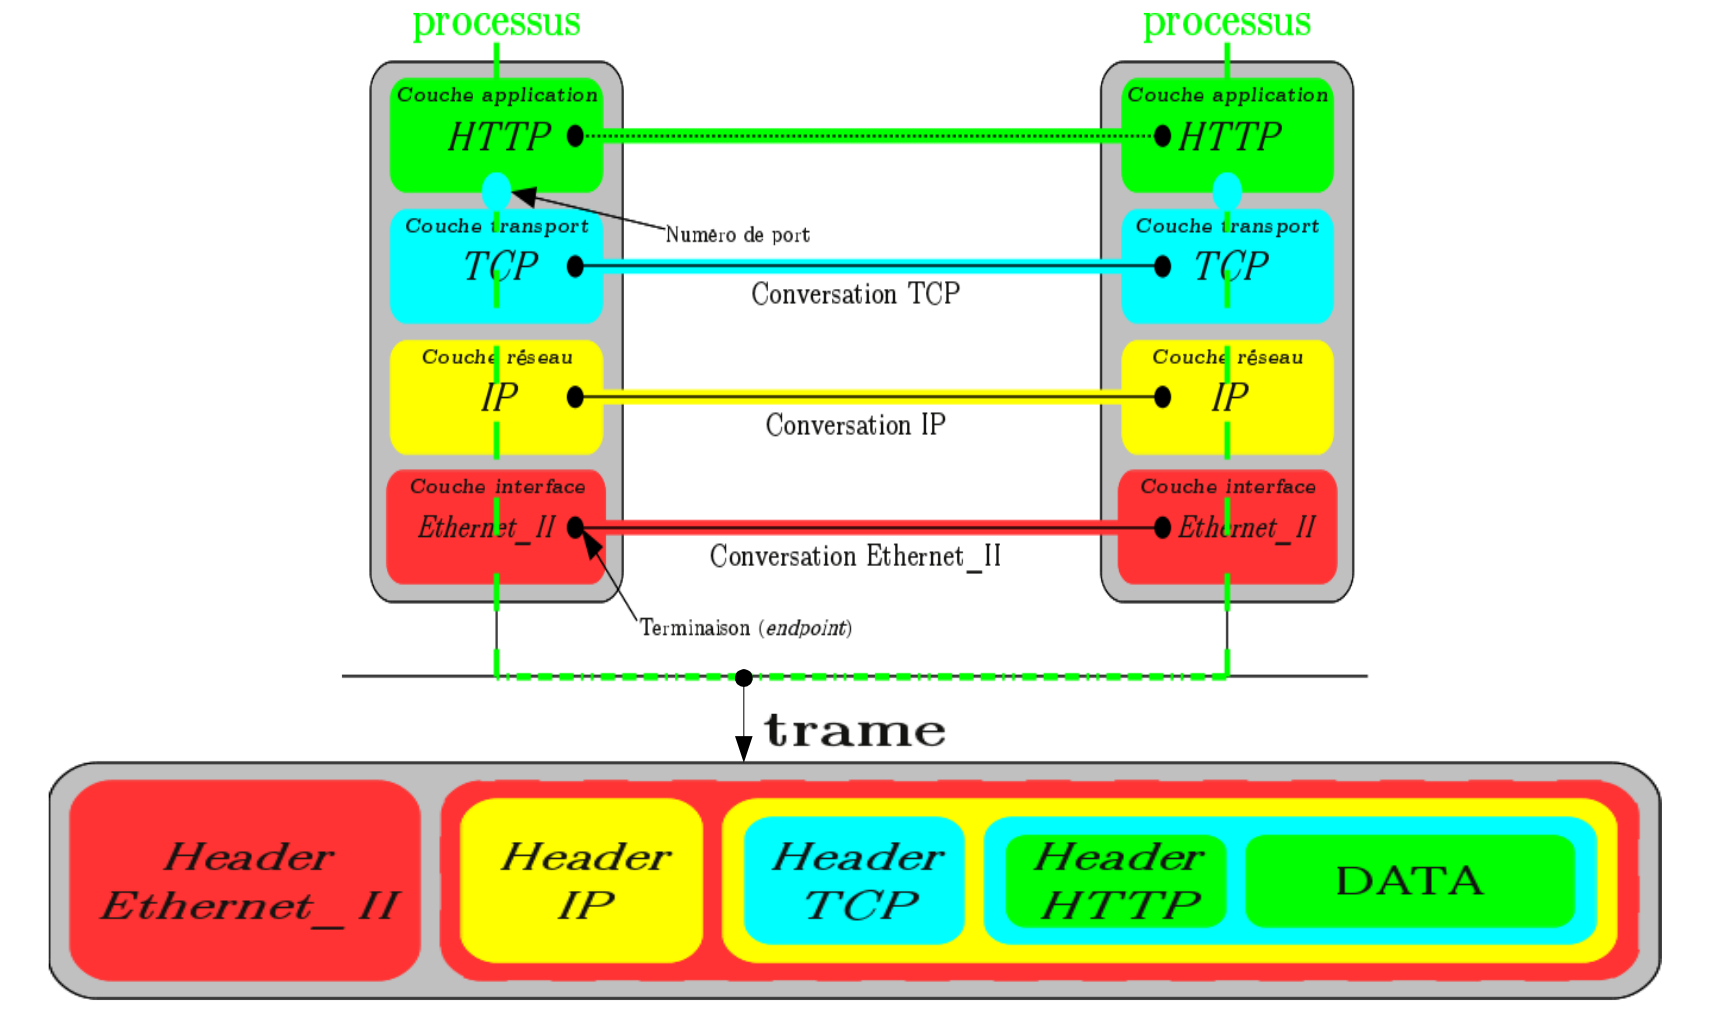 processus
processus
Couche application
HTTP
Couche application
HTTP
Numéro de port
Couche transport
TCP
Couche transport
TCP
Conversation TCP
Couche réseau
IP
Couche réseau
IP
Conversation IP
Couche interface
Ethernet_II
Couche interface
Ethernet_II
Conversation Ethernet_II
Terminaison (endpoint)
trame
Header
Ethernet_II
Header
IP
Header
TCP
Header
HTTP
DATA